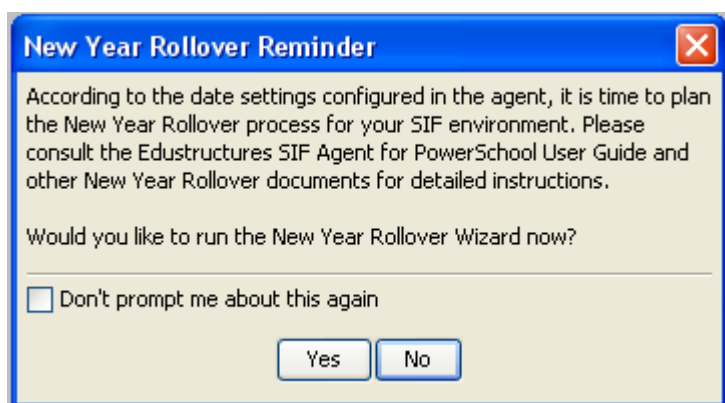 New Year Rollover Reminder
According to the date settings configured in the agent, it is time to plan
the New Year Rollover process for your SIF environment. Please
consult the Edustructures SIF Agent for PowerSchool User Guide and
other New Year Rollover documents for detailed instructions.
Would you like to run the New Year Rollover Wizard now?
Don't prompt me about this again
Yes No